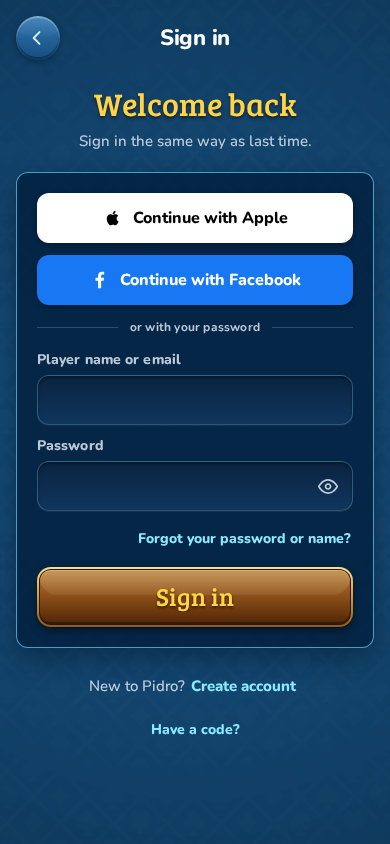 Sign in
Welcome back
Sign in the same way as last time.
Continue with Apple
Continue with Facebook
or with your password
Player name or email
Password
Forgot your password or name?
Sign in
New to Pidro? Create account
Have a code?